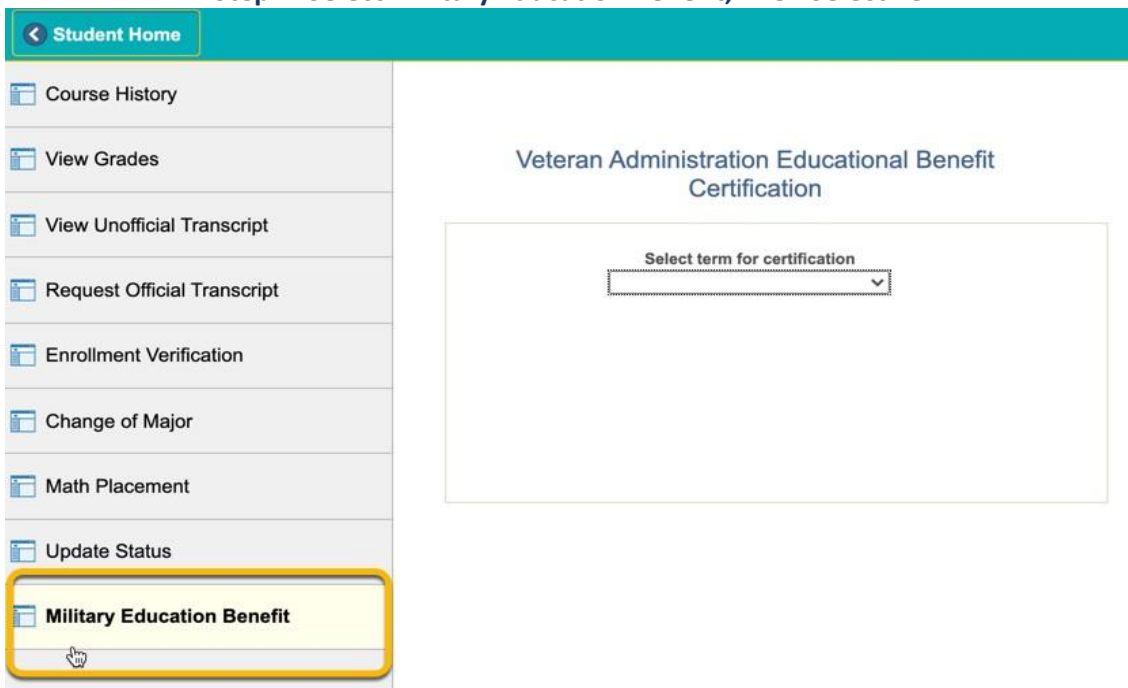 Student Home
Course History
View Grades
View Unofficial Transcript
Request Official Transcript
Enrollment Verification
Change of Major
Math Placement
Update Status
Military Education Benefit
Veteran Administration Educational Benefit
Certification
Select term for certification